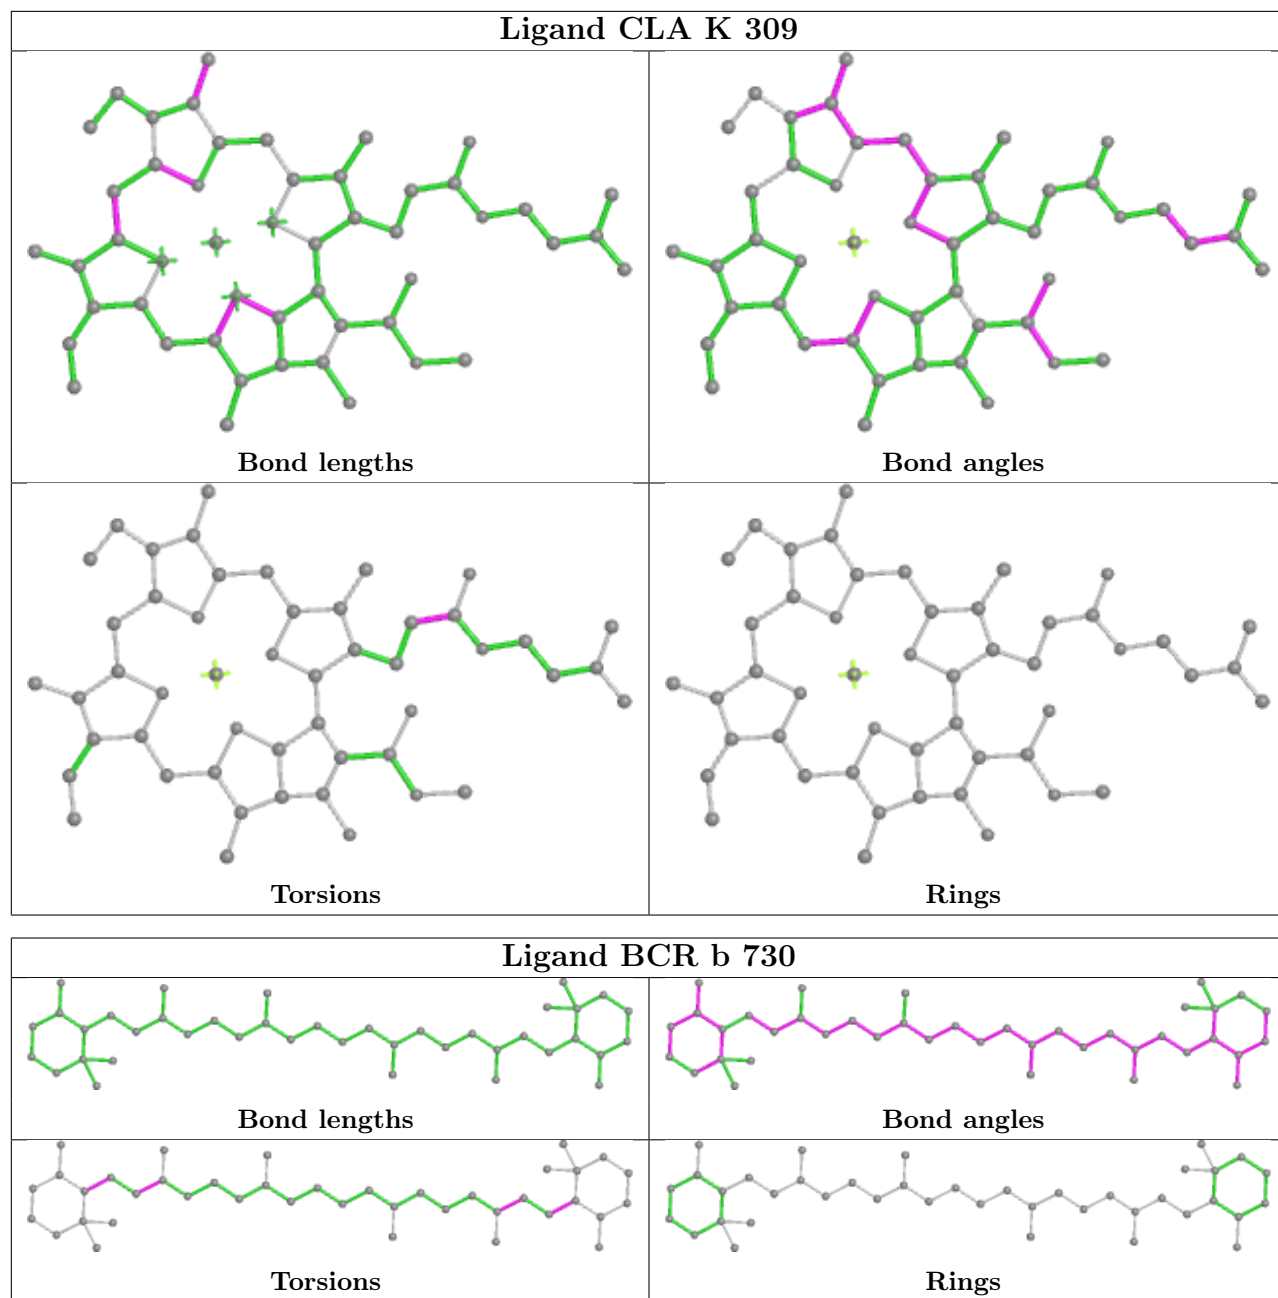 Ligand CLA K 309
Bond lengths
Bond angles
Torsions
Rings
Ligand BCR b 730
Bond lengths
Bond angles
Torsions
Rings